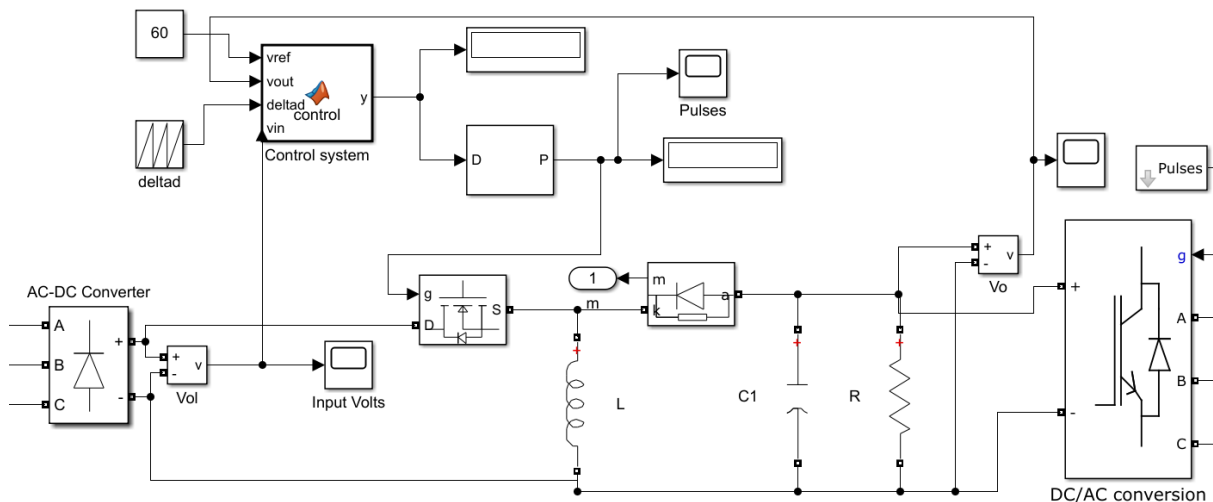 60
vref
vout
deltad
vin
control
y
Control system
deltad
Pulses
D
P
Pulses
AC-DC Converter
A
B
C
+
-
+
-
v
Vol
Input Volts
g
D
S
m
1
m
k
a
L
C1
R
+
-
v
Vo
+
-
g
A
B
C
DC/AC conversion